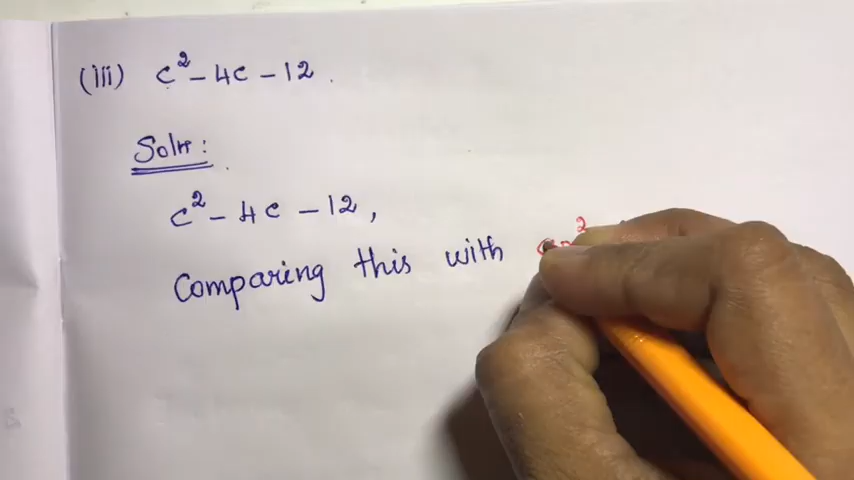 (iii) c² - 4c - 12.
Soln:
c² - 4c - 12,
Comparing this with